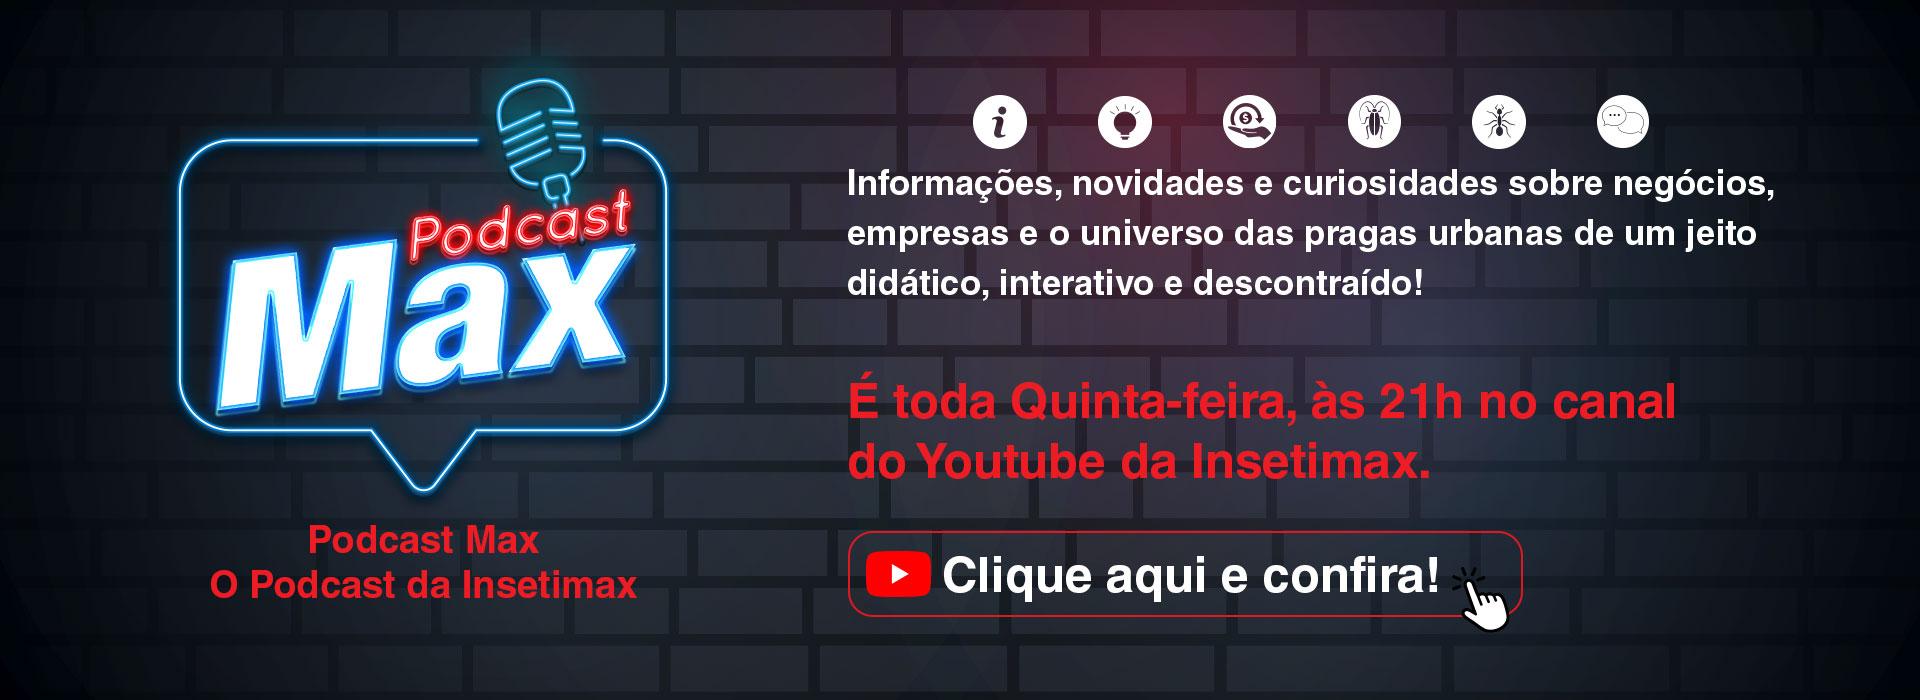 Podcast
Max
Podcast Max
O Podcast da Insetimax
Informações, novidades e curiosidades sobre negócios,
empresas e o universo das pragas urbanas de um jeito
didático, interativo e descontraído!
É toda Quinta-feira, às 21h no canal
do Youtube da Insetimax.
Clique aqui e confira!